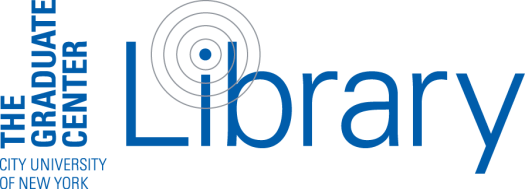 THE
GRADUATE
CENTER
CITY UNIVERSITY
OF NEW YORK
Library